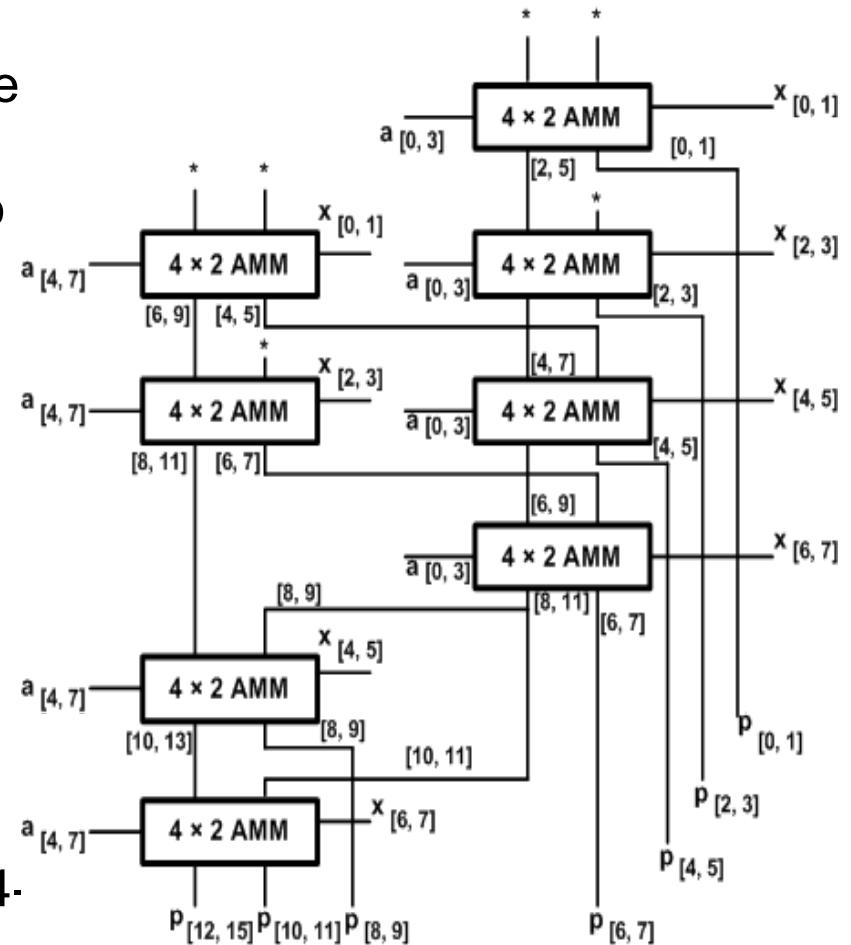 * *
e
4 × 2 AMM
x [0, 1]
a [0, 3]
[2, 5]
[0, 1]
* *
*
x [0, 1]
x [2, 3]
a [4, 7]
4 × 2 AMM
a [0, 3]
4 × 2 AMM
[6, 9] [4, 5]
[2, 3]
*
[4, 7]
x [2, 3]
x [4, 5]
a [4, 7]
4 × 2 AMM
a [0, 3]
4 × 2 AMM
[8, 11] [6, 7]
[4, 5]
[6, 9]
a [0, 3]
4 × 2 AMM
x [6, 7]
[8, 9]
[8, 11]
[6, 7]
x [4, 5]
a [4, 7]
4 × 2 AMM
[10, 13]
[8, 9]
[10, 11]
p [0, 1]
p [2, 3]
a [4, 7]
4 × 2 AMM
x [6, 7]
p [4, 5]
4-
p [12, 15] p [10, 11] p [8, 9]
p [6, 7]